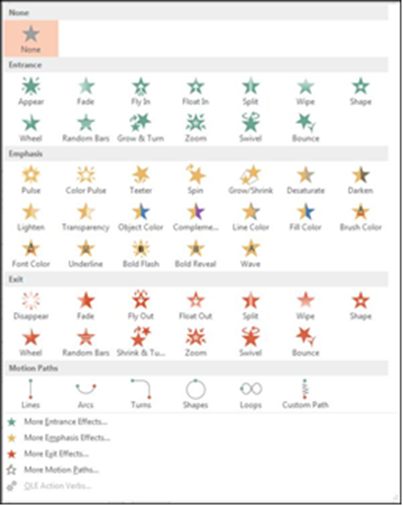 None
None
Entrance
Appear Fade Fly In Float In Split Wipe Shape
Wheel Random Bars Grow & Turn Zoom Swivel Bounce
Emphasis
Pulse Color Pulse Teeter Spin Grow/Shrink Desaturate Darken
Lighten Transparency Object Color Compleme... Line Color Fill Color Brush Color
Font Color Underline Bold Flash Bold Reveal Wave
Exit
Disappear Fade Fly Out Float Out Split Wipe Shape
Wheel Random Bars Shrink & Tu... Zoom Swivel Bounce
Motion Paths
Lines Arcs Turns Shapes Loops Custom Path
More Entrance Effects...
More Emphasis Effects...
More Exit Effects...
More Motion Paths...
OLE Action Verbs...